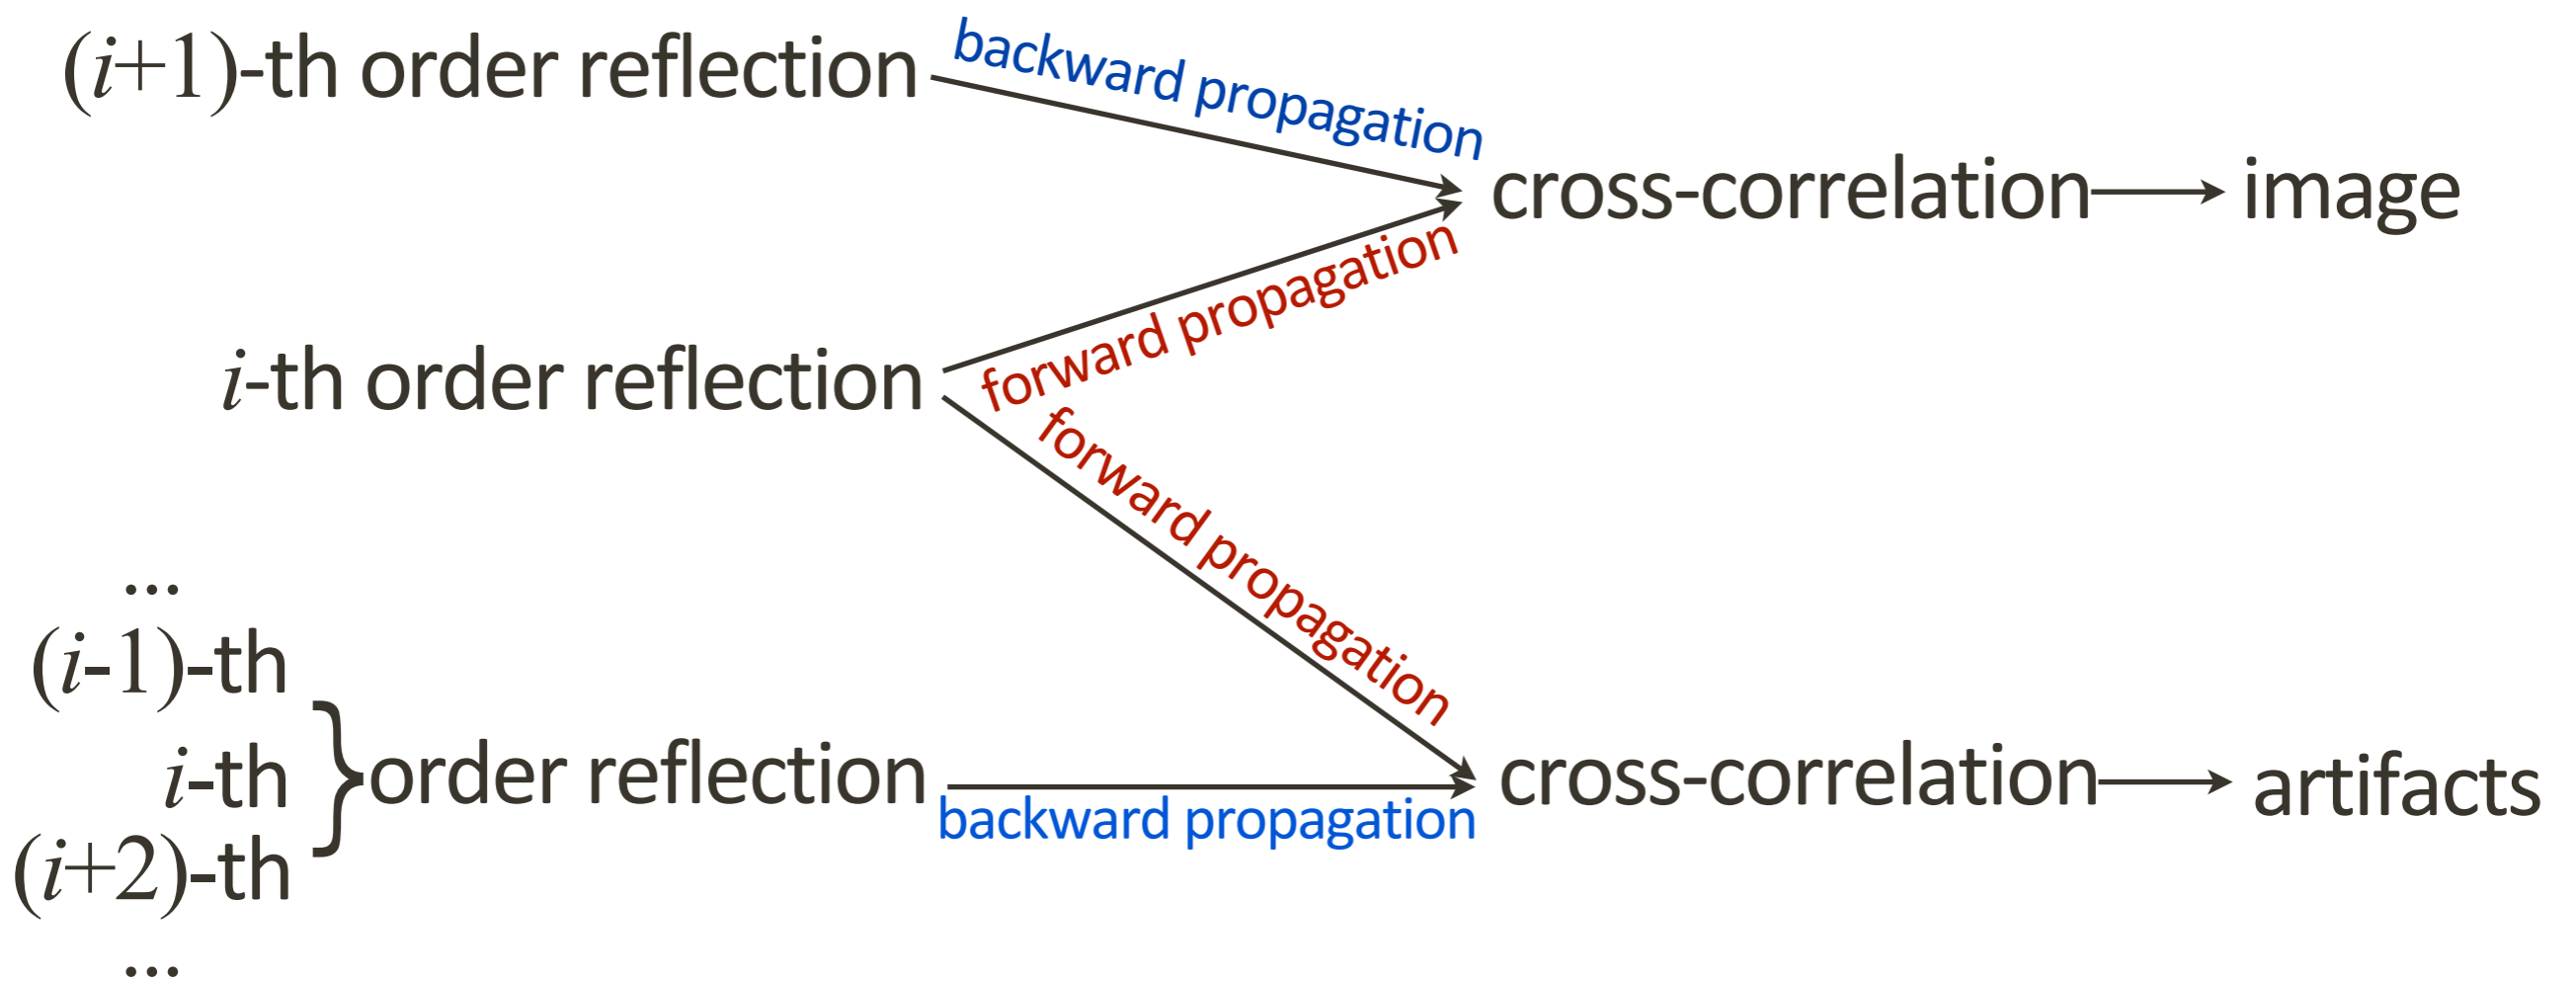 (i+1)-th order reflection
backward propagation
cross-correlation
image
forward propagation
i-th order reflection
forward propagation
...
(i-1)-th
i-th
(i+2)-th
...
} order reflection
backward propagation
cross-correlation
artifacts